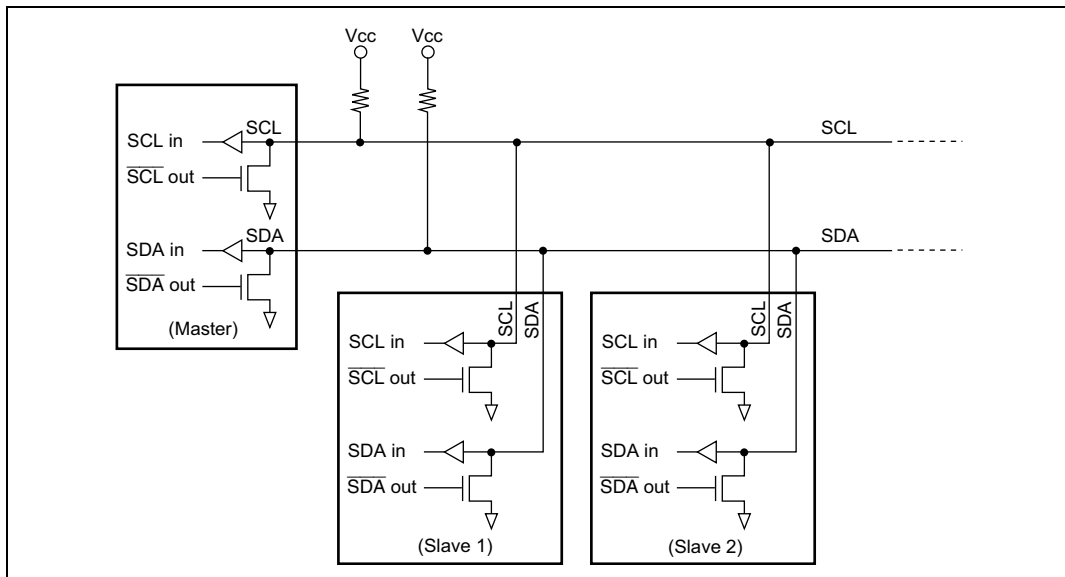 Vcc
Vcc
SCL in
SCL
SCL out
SDA in
SDA
SDA out
(Master)
SCL
SDA
SCL
SDA
SCL in
SCL out
SDA in
SDA out
(Slave 1)
SCL
SDA
SCL in
SCL out
SDA in
SDA out
(Slave 2)